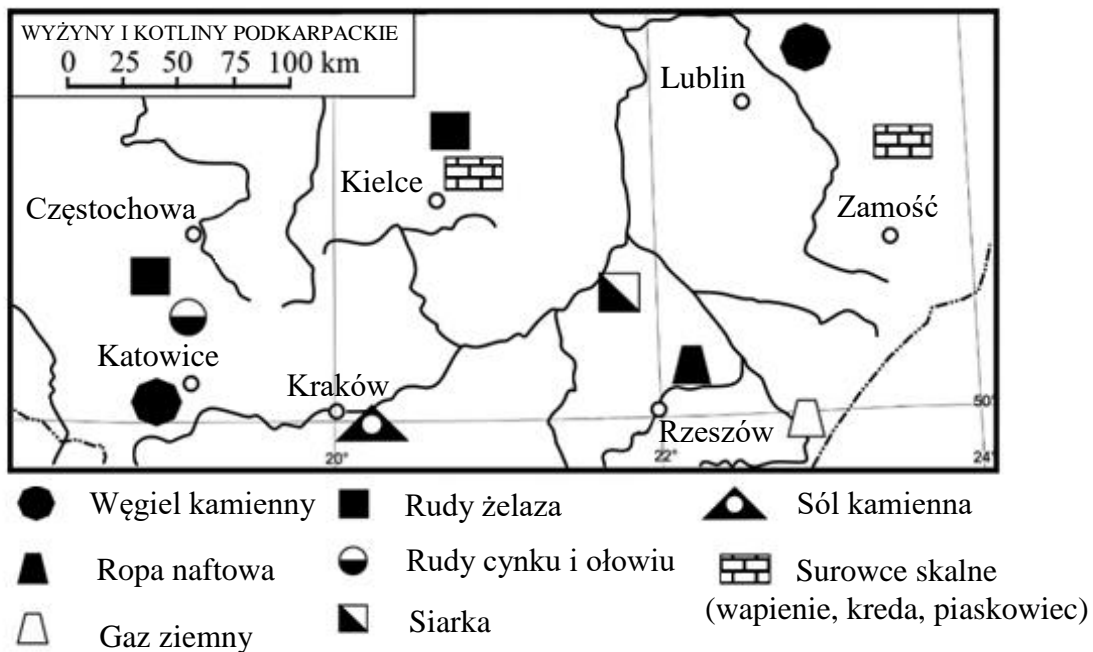 WYŻYNY I KOTLINY PODKARPACKIE
0 25 50 75 100 km
Lublin
Kielce
Częstochowa
Zamość
Katowice
Kraków
Rzeszów
50°
20°
22°
24°
Węgiel kamienny
Rudy żelaza
Sól kamienna
Ropa naftowa
Rudy cynku i ołowiu
Surowce skalne
(wapienie, kreda, piaskowiec)
Gaz ziemny
Siarka